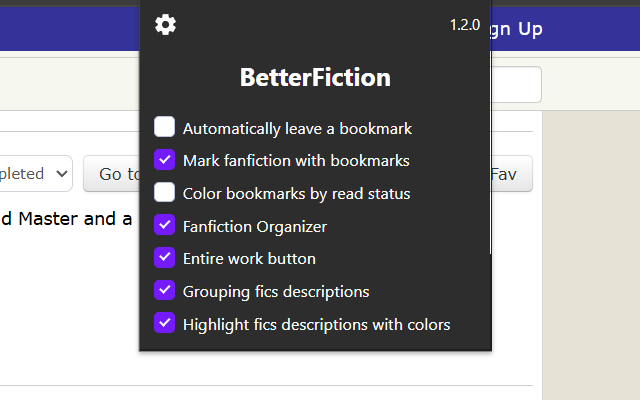 1.2.0
gn Up
BetterFiction
Automatically leave a bookmark
Mark fanfiction with bookmarks
Color bookmarks by read status
Fanfiction Organizer
Entire work button
Grouping fics descriptions
Highlight fics descriptions with colors
pleted
Go to
Fav
d Master and a